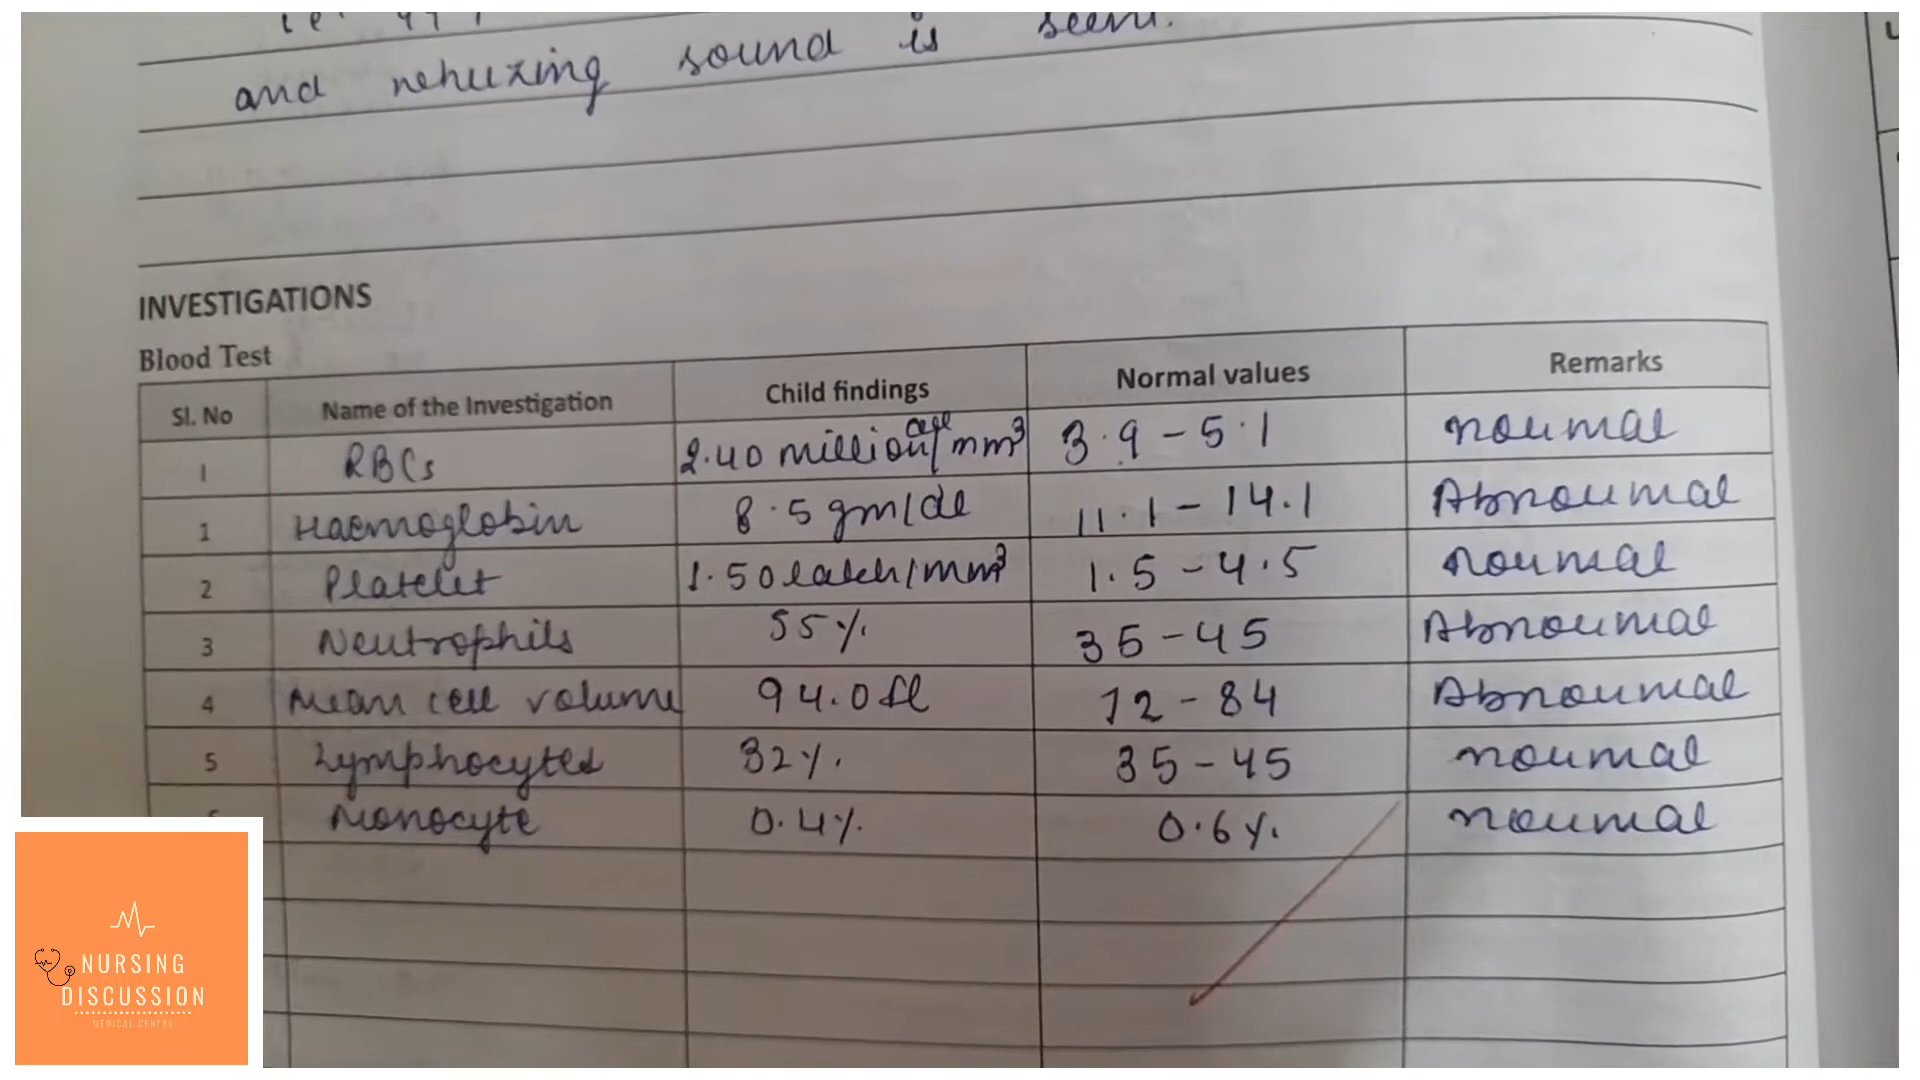 and wheezing sound is seen.
INVESTIGATIONS
Blood Test
Sl. No Name of the Investigation Child findings Normal values Remarks
1 RBCs 2.40 million cell/mm³ 3.9 - 5.1 normal
1 Haemoglobin 8.5 gm/dl 11.1 - 14.1 Abnormal
2 Platelet 1.50 lakh/mm³ 1.5 - 4.5 normal
3 Neutrophils 55% 35 - 45 Abnormal
4 Mean cell volume 94.0 fl 72 - 84 Abnormal
5 Lymphocytes 32% 35 - 45 normal
Monocyte 0.4% 0.6% normal
NURSING
DISCUSSION
MEDICAL CENTRE